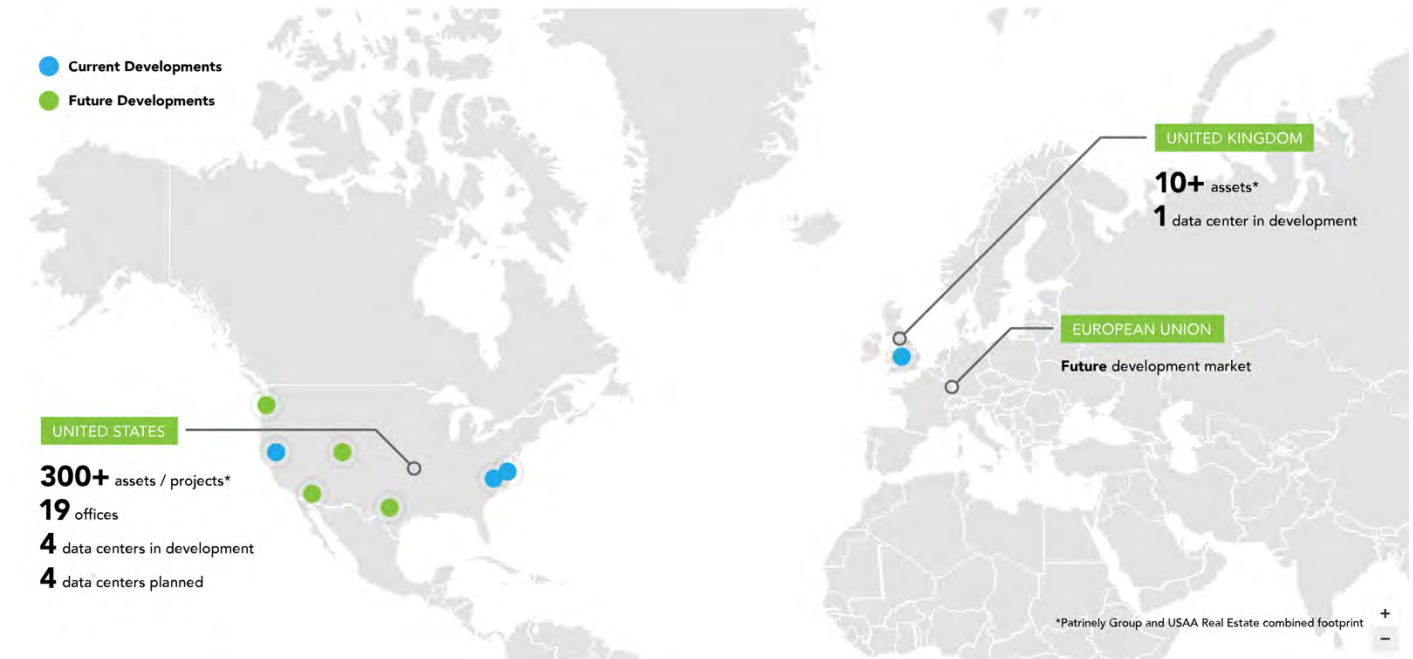 Current Developments
Future Developments
UNITED KINGDOM
10+ assets*
1 data center in development
EUROPEAN UNION
Future development market
UNITED STATES
300+ assets / projects*
19 offices
4 data centers in development
4 data centers planned
*Patrinely Group and USAA Real Estate combined footprint
+
−